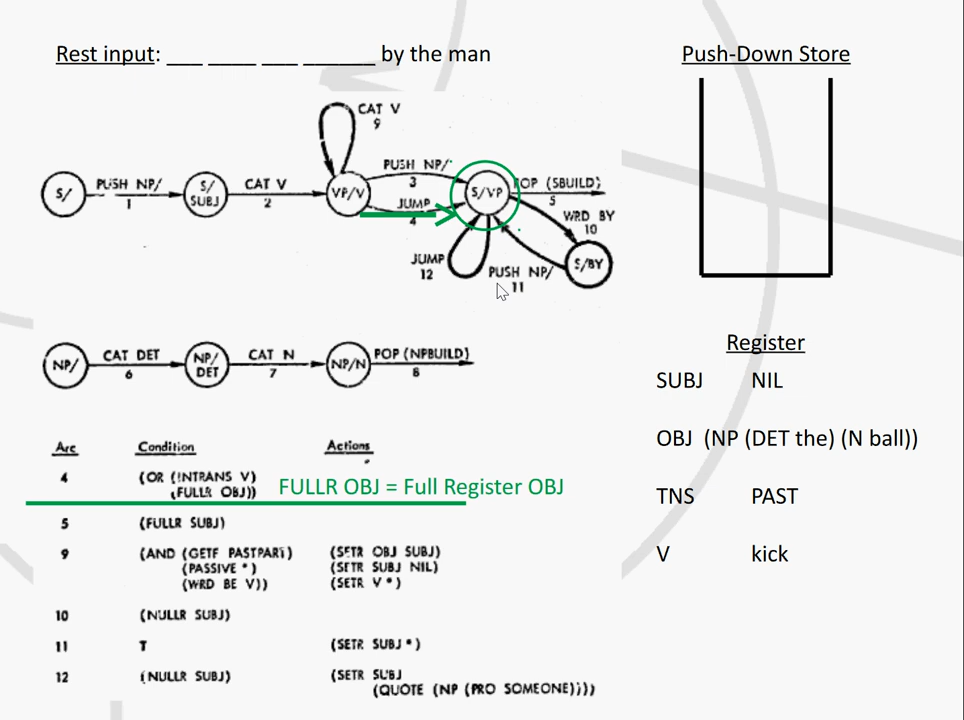 Rest input: ___ ____ ___ ______ by the man
Push-Down Store
CAT V
9
PUSH NP/
3
S/
PUSH NP/
1
S/
SUBJ
CAT V
2
VP/V
JUMP
4
S/VP
POP (SBUILD)
5
WRD BY
10
S/BY
JUMP
12
PUSH NP/
11
NP/
CAT DET
6
NP/
DET
CAT N
7
NP/N
POP (NPBUILD)
8
Register
SUBJ NIL
OBJ (NP (DET the) (N ball))
TNS PAST
V kick
Arc Condition Actions
4 (OR (INTRANS V)
(FULLR OBJ)) FULLR OBJ = Full Register OBJ
5 (FULLR SUBJ)
9 (AND (GETF PASTPART) (SETR OBJ SUBJ)
(PASSIVE *) (SETR SUBJ NIL)
(WRD BE V)) (SETR V *)
10 (NULLR SUBJ)
11 T (SETR SUBJ *)
12 (NULLR SUBJ) (SETR SUBJ
(QUOTE (NP (PRO SOMEONE))))